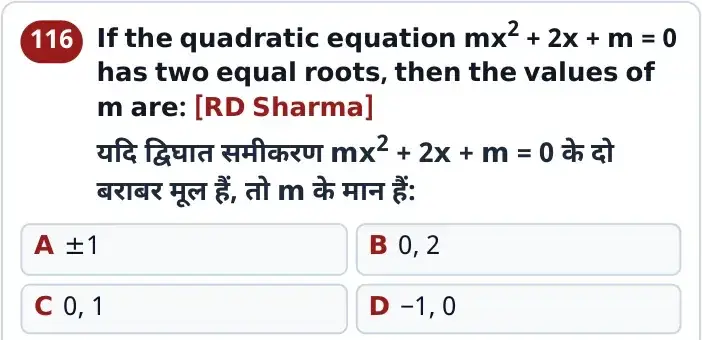 116 If the quadratic equation mx² + 2x + m = 0
has two equal roots, then the values of
m are: [RD Sharma]
यदि द्विघात समीकरण mx² + 2x + m = 0 के दो
बराबर मूल हैं, तो m के मान हैं:
A ±1 B 0, 2
C 0, 1 D −1, 0